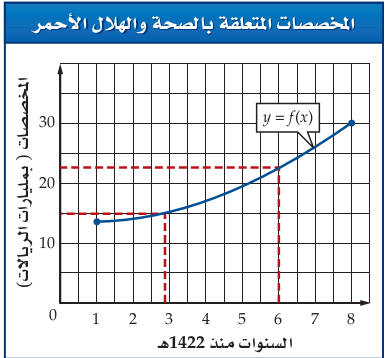 المخصصات المتعلقة بالصحة والهلال الأحمر
المخصصات (بمليارات الريالات)
y = f(x)
30
20
10
0 1 2 3 4 5 6 7 8
السنوات منذ 1422هـ